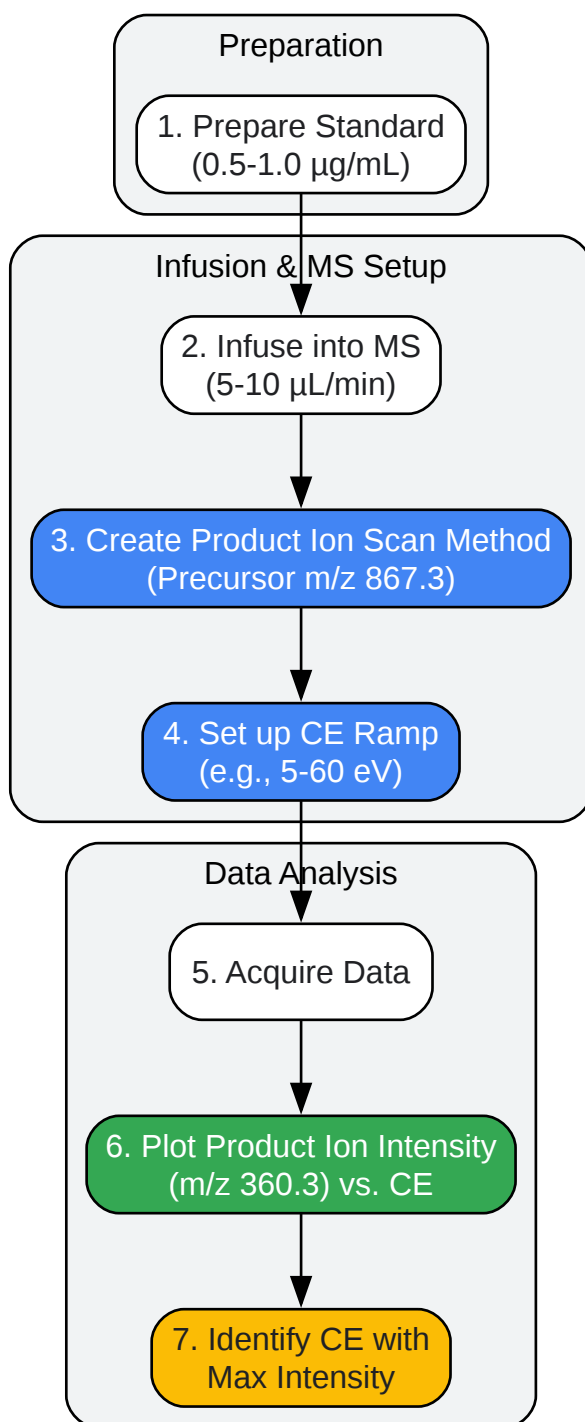 Preparation
1. Prepare Standard
(0.5-1.0 µg/mL)
Infusion & MS Setup
2. Infuse into MS
(5-10 µL/min)
3. Create Product Ion Scan Method
(Precursor m/z 867.3)
4. Set up CE Ramp
(e.g., 5-60 eV)
Data Analysis
5. Acquire Data
6. Plot Product Ion Intensity
(m/z 360.3) vs. CE
7. Identify CE with
Max Intensity